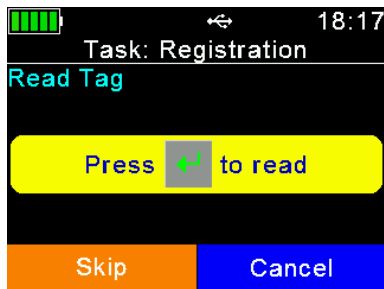 18:17
Task: Registration
Read Tag
Press ↵ to read
Skip Cancel